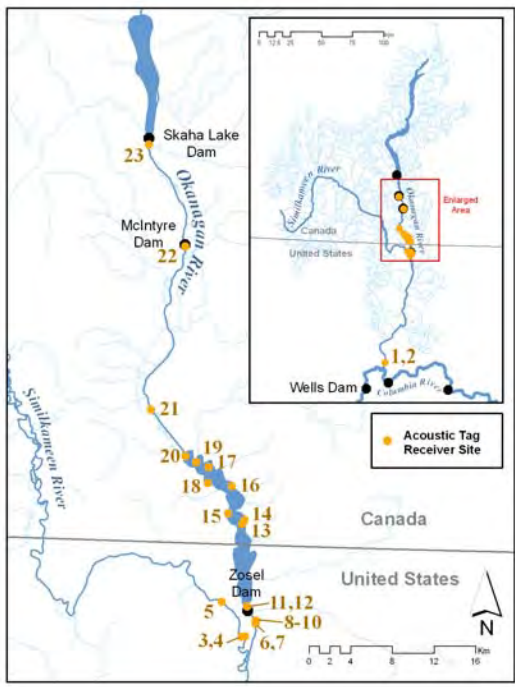 Skaha Lake
Dam
23
Okanagan River
McIntyre
Dam
22
21
20
19
17
18
16
15
14
13
Similkameen River
Canada
United States
Zosel
Dam
11,12
5
8-10
3,4
6,7
N
0 2 4 8 12 16
Km
0 12.5 25 50 75 100
Km
Similkameen River
Okanagan River
Enlarged
Area
Canada
United States
1,2
Wells Dam
Columbia River
Acoustic Tag
Receiver Site